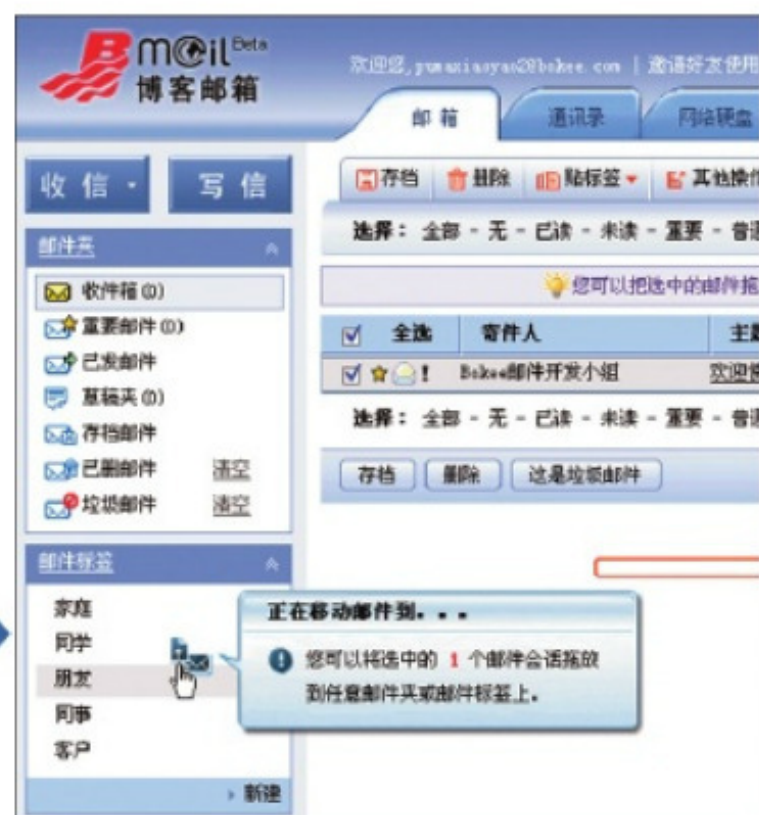 Bm@il Beta
博客邮箱
欢迎您, yumaxiaoyao2@bokee.com | 邀请好友使用
邮 箱 通讯录 网络硬盘
收 信 写 信
存档 删除 贴标签 其他操作
选择： 全部 - 无 - 已读 - 未读 - 重要 - 普通
邮件夹
您可以把选中的邮件拖
收件箱(0)
重要邮件(0)
已发邮件
草稿夹(0)
存档邮件
已删邮件 清空
垃圾邮件 清空
全选 寄件人 主题
Bokee邮件开发小组 欢迎使
选择： 全部 - 无 - 已读 - 未读 - 重要 - 普通
存档 删除 这是垃圾邮件
邮件标签
家庭
同学
朋友
同事
客户
新建
正在移动邮件到...
您可以将选中的 1 个邮件会话拖放
到任意邮件夹或邮件标签上。